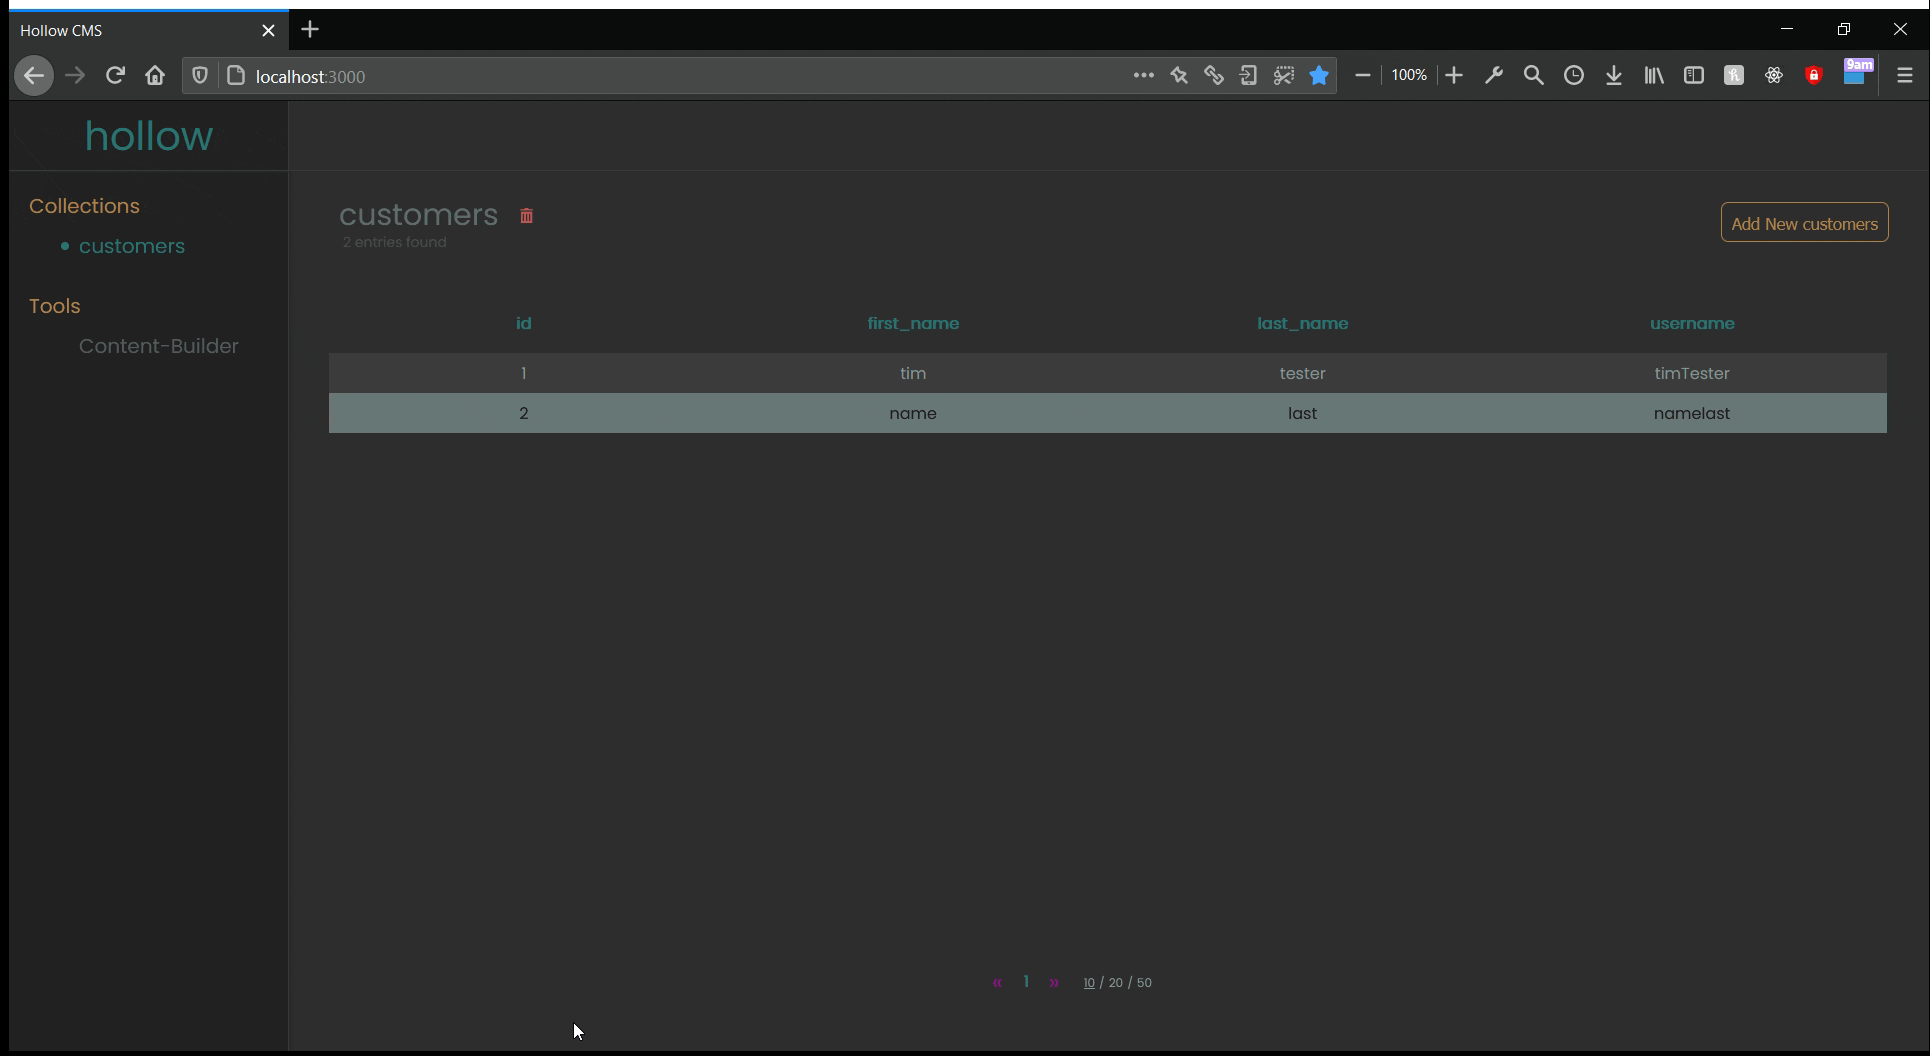 Hollow CMS
localhost:3000
100%
9am
hollow
Collections
customers
Tools
Content-Builder
customers
2 entries found
Add New customers
id first_name last_name username
1 tim tester timTester
2 name last namelast
« 1 » 10 / 20 / 50